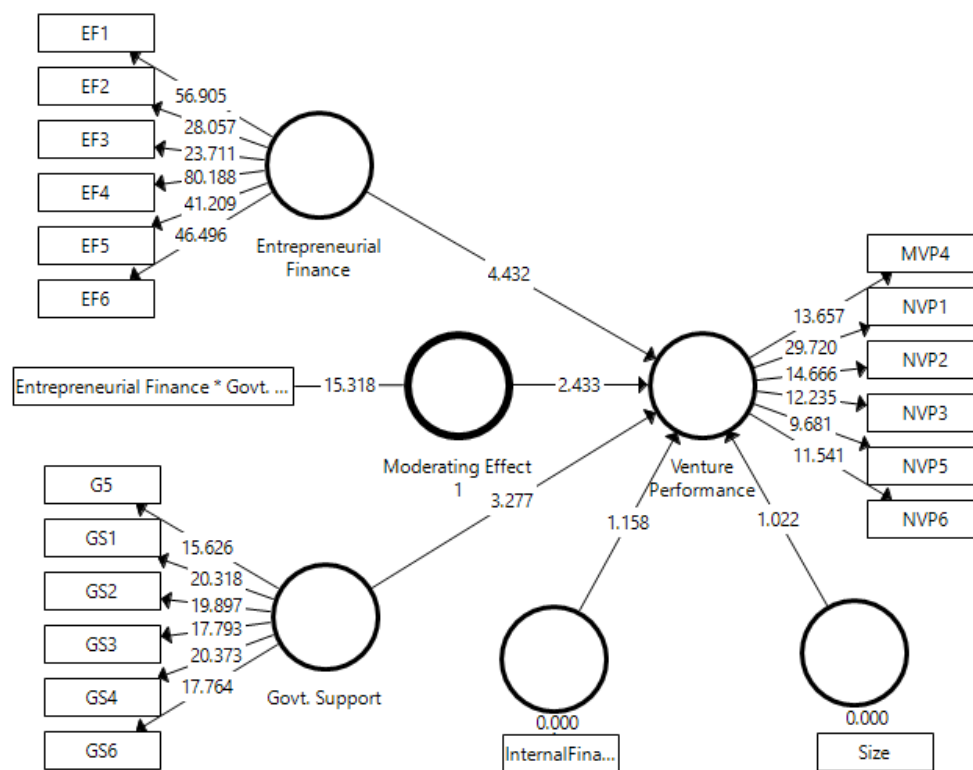 EF1
EF2
EF3
EF4
EF5
EF6
56.905
28.057
23.711
80.188
41.209
46.496
Entrepreneurial
Finance
4.432
Entrepreneurial Finance * Govt. ...
15.318
Moderating Effect
1
2.433
Venture
Performance
MVP4
NVP1
NVP2
NVP3
NVP5
NVP6
13.657
29.720
14.666
12.235
9.681
11.541
G5
GS1
GS2
GS3
GS4
GS6
15.626
20.318
19.897
17.793
20.373
17.764
Govt. Support
3.277
1.158
1.022
0.000
InternalFina...
0.000
Size